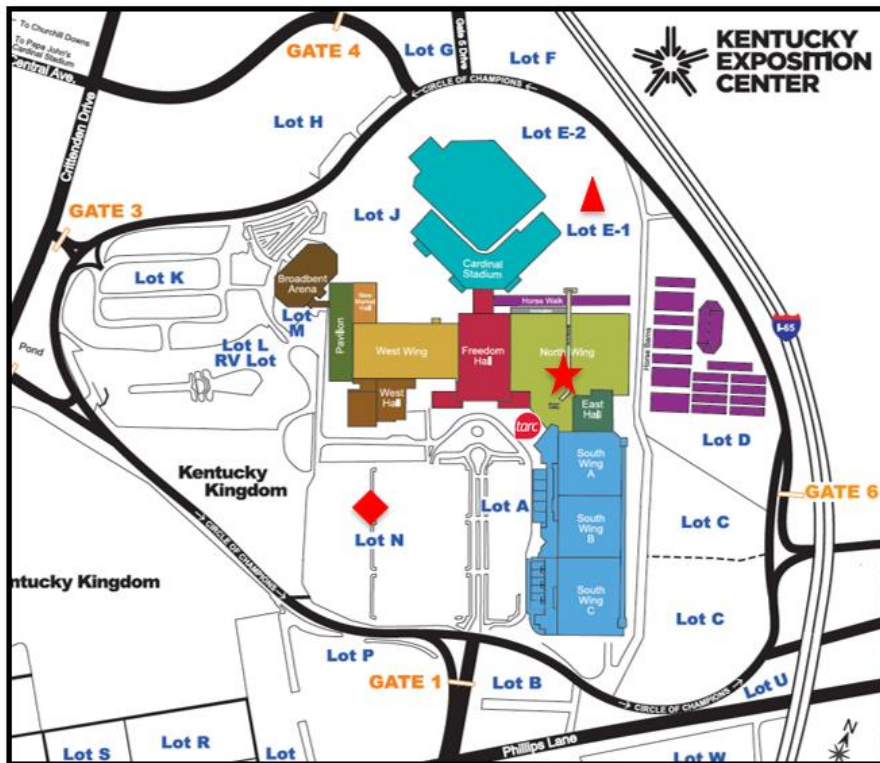 To Churchill Downs
To Papa John's
Cardinal Stadium
Central Ave.
GATE 4
Lot G
Gate 5 Drive
Lot F
KENTUCKY
EXPOSITION
CENTER
← CIRCLE OF CHAMPIONS ←
Crittenden Drive
Lot H
Lot E-2
GATE 3
Lot J
Lot E-1
Lot K
Broadbent
Arena
Cardinal
Stadium
New
Market
Hall
Horse Walk
I-65
Lot
M
Pavilion
West Wing
Freedom
Hall
North Wing
Horse Barns
Pond
Lot L
RV Lot
West
Hall
East
Hall
tarc
Lot D
South
Wing
A
Kentucky
Kingdom
GATE 6
Lot A
Lot N
South
Wing
B
Lot C
→ CIRCLE OF CHAMPIONS →
ntucky Kingdom
South
Wing
C
Lot C
Lot P
GATE 1
Lot B
→ CIRCLE OF CHAMPIONS →
Lot U
Phillips Lane
N
Lot S
Lot R
Lot
Lot W